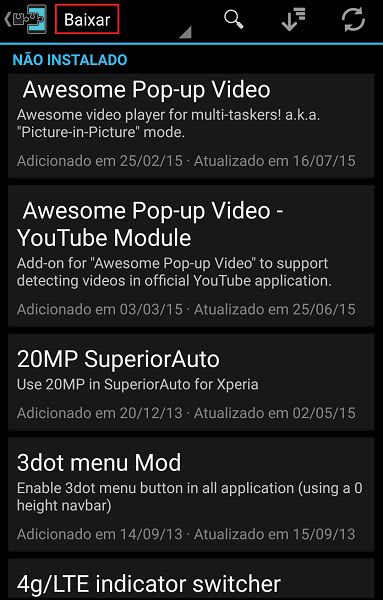 Baixar
NÃO INSTALADO
Awesome Pop-up Video
Awesome video player for multi-taskers! a.k.a.
"Picture-in-Picture" mode.
Adicionado em 25/02/15 · Atualizado em 16/07/15
Awesome Pop-up Video -
YouTube Module
Add-on for "Awesome Pop-up Video" to support
detecting videos in official YouTube application.
Adicionado em 03/03/15 · Atualizado em 25/06/15
20MP SuperiorAuto
Use 20MP in SuperiorAuto for Xperia
Adicionado em 20/12/13 · Atualizado em 02/05/15
3dot menu Mod
Enable 3dot menu button in all application (using a 0
height navbar)
Adicionado em 14/09/13 · Atualizado em 15/09/13
4g/LTE indicator switcher